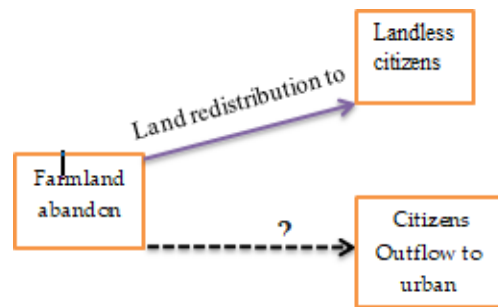 Landless
citizens
Land redistribution to
Farmland
abandon
?
Citizens
Outflow to
urban